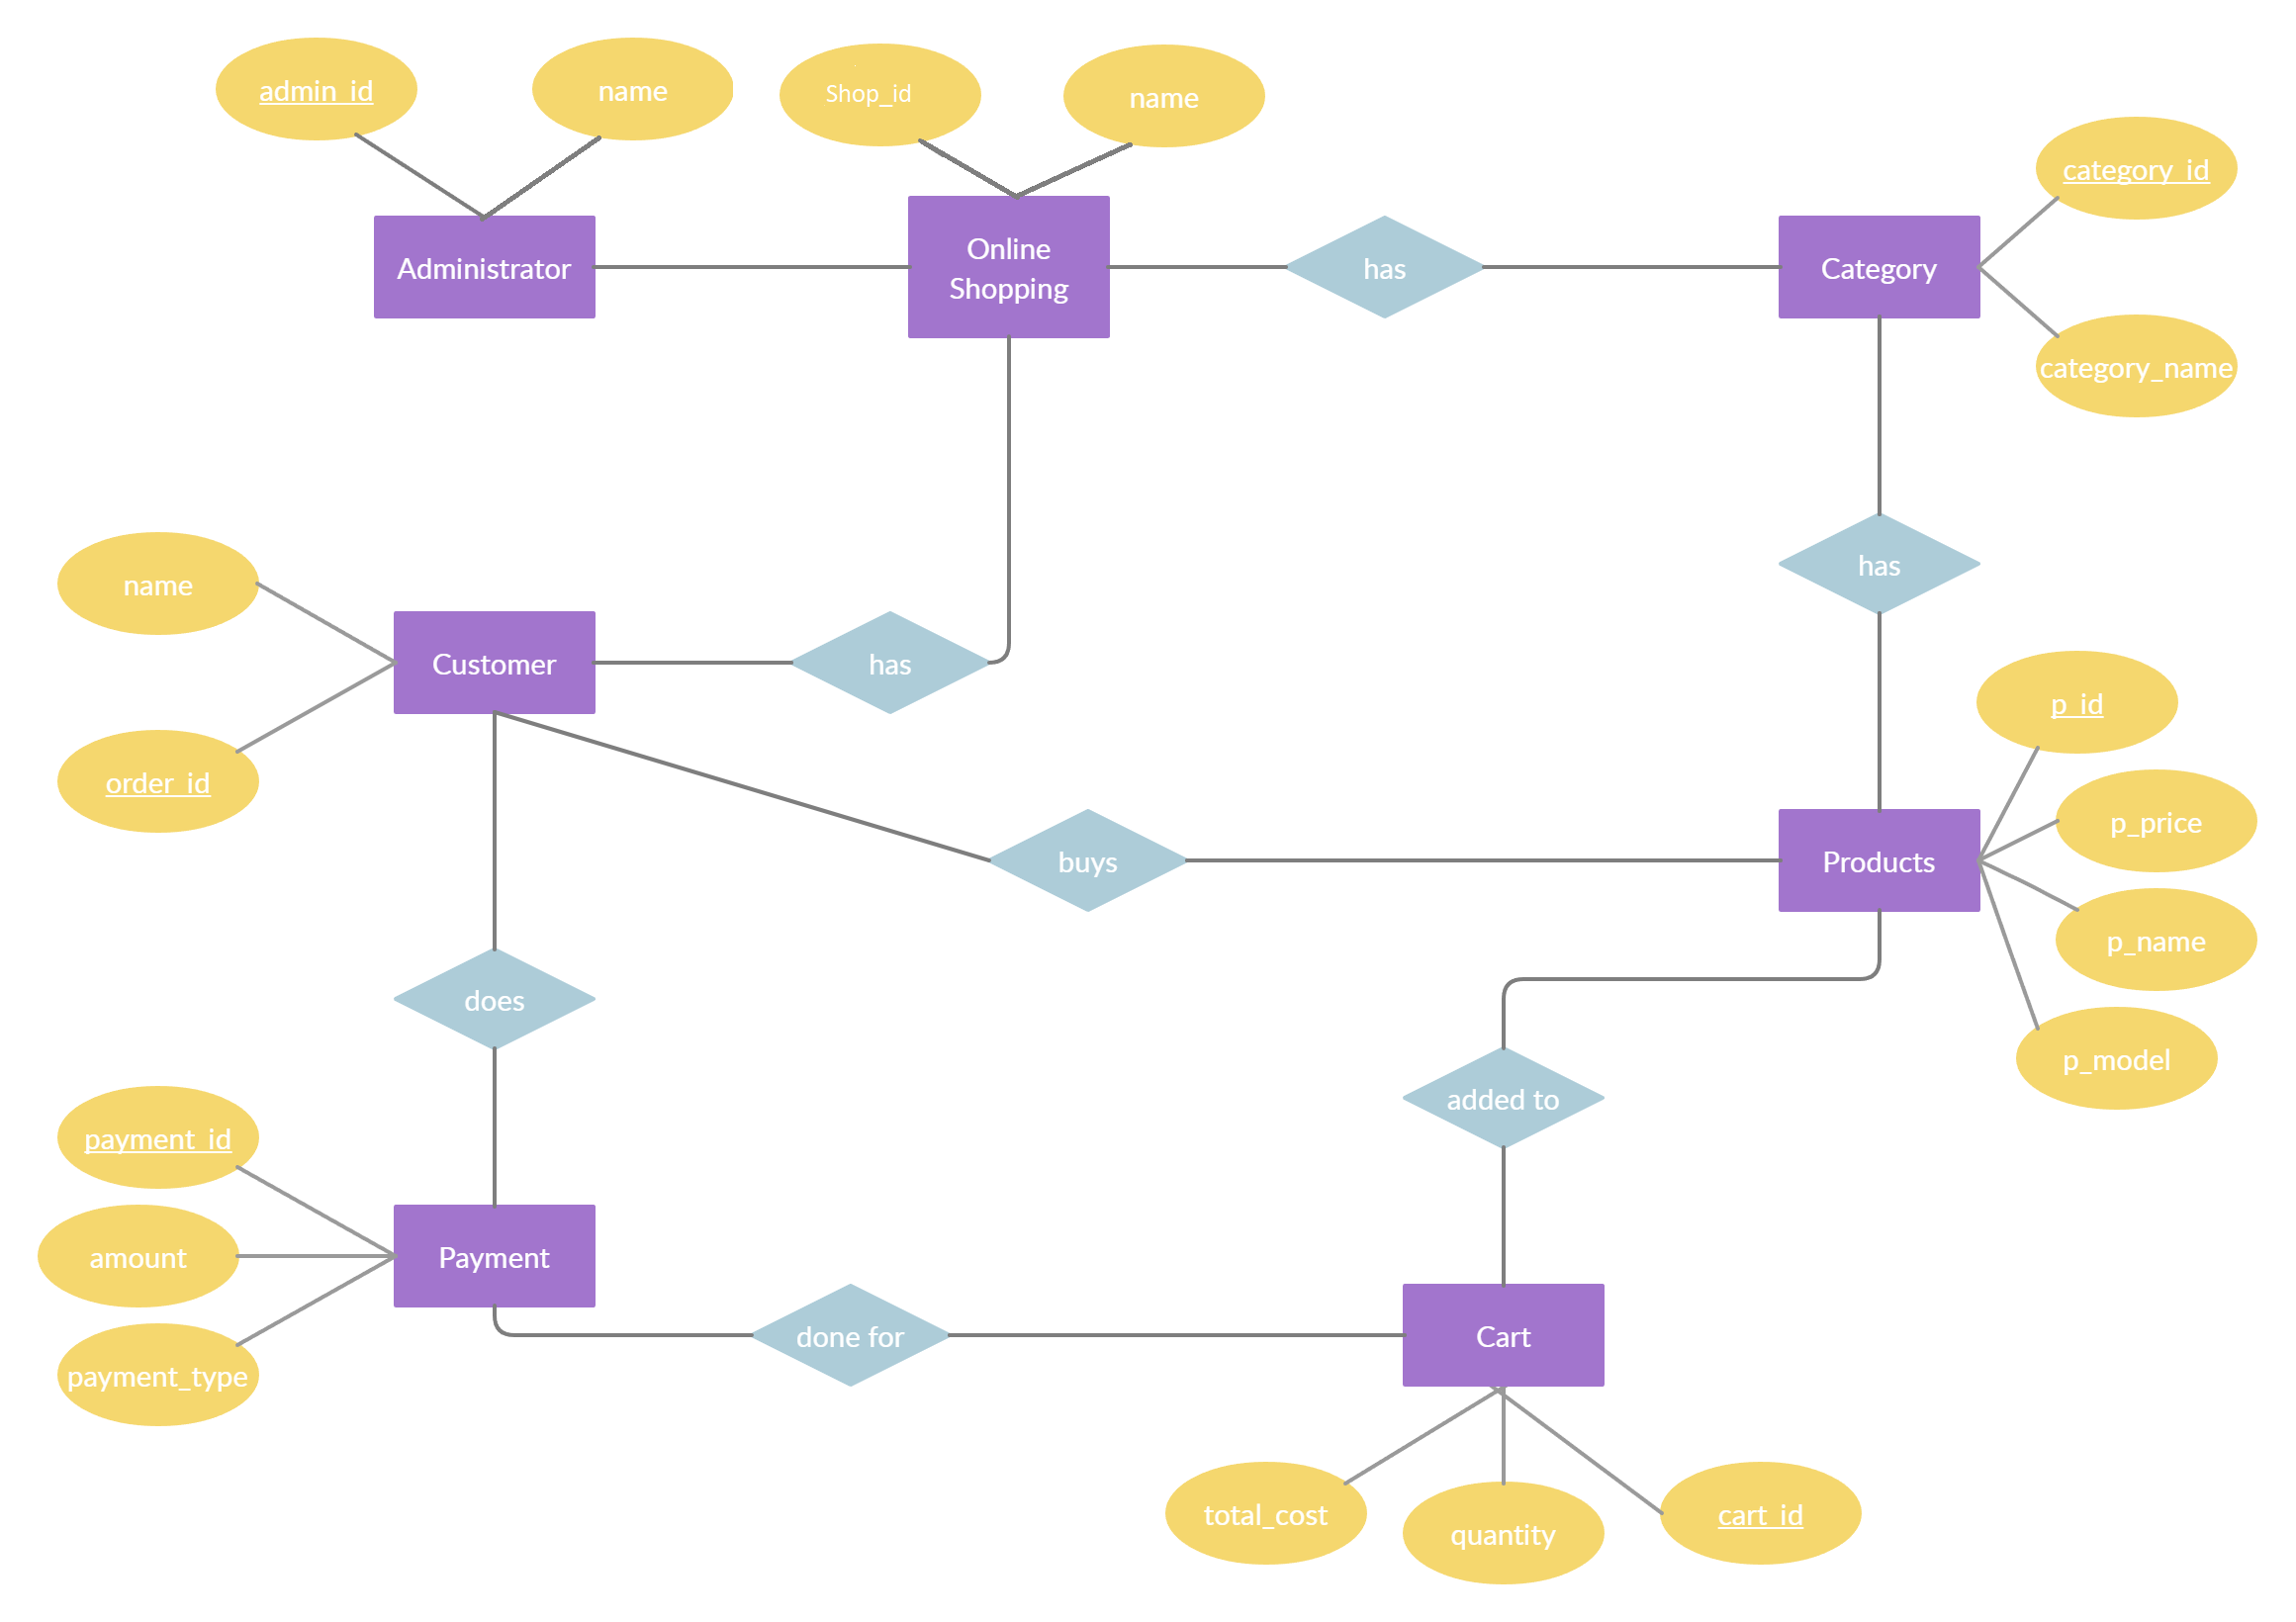 admin_id
name
Shop_id
name
category_id
Administrator
Online
Shopping
has
Category
category_name
name
has
Customer
has
p_id
order_id
p_price
buys
Products
p_name
does
p_model
added to
payment_id
Payment
amount
done for
Cart
payment_type
total_cost
quantity
cart_id